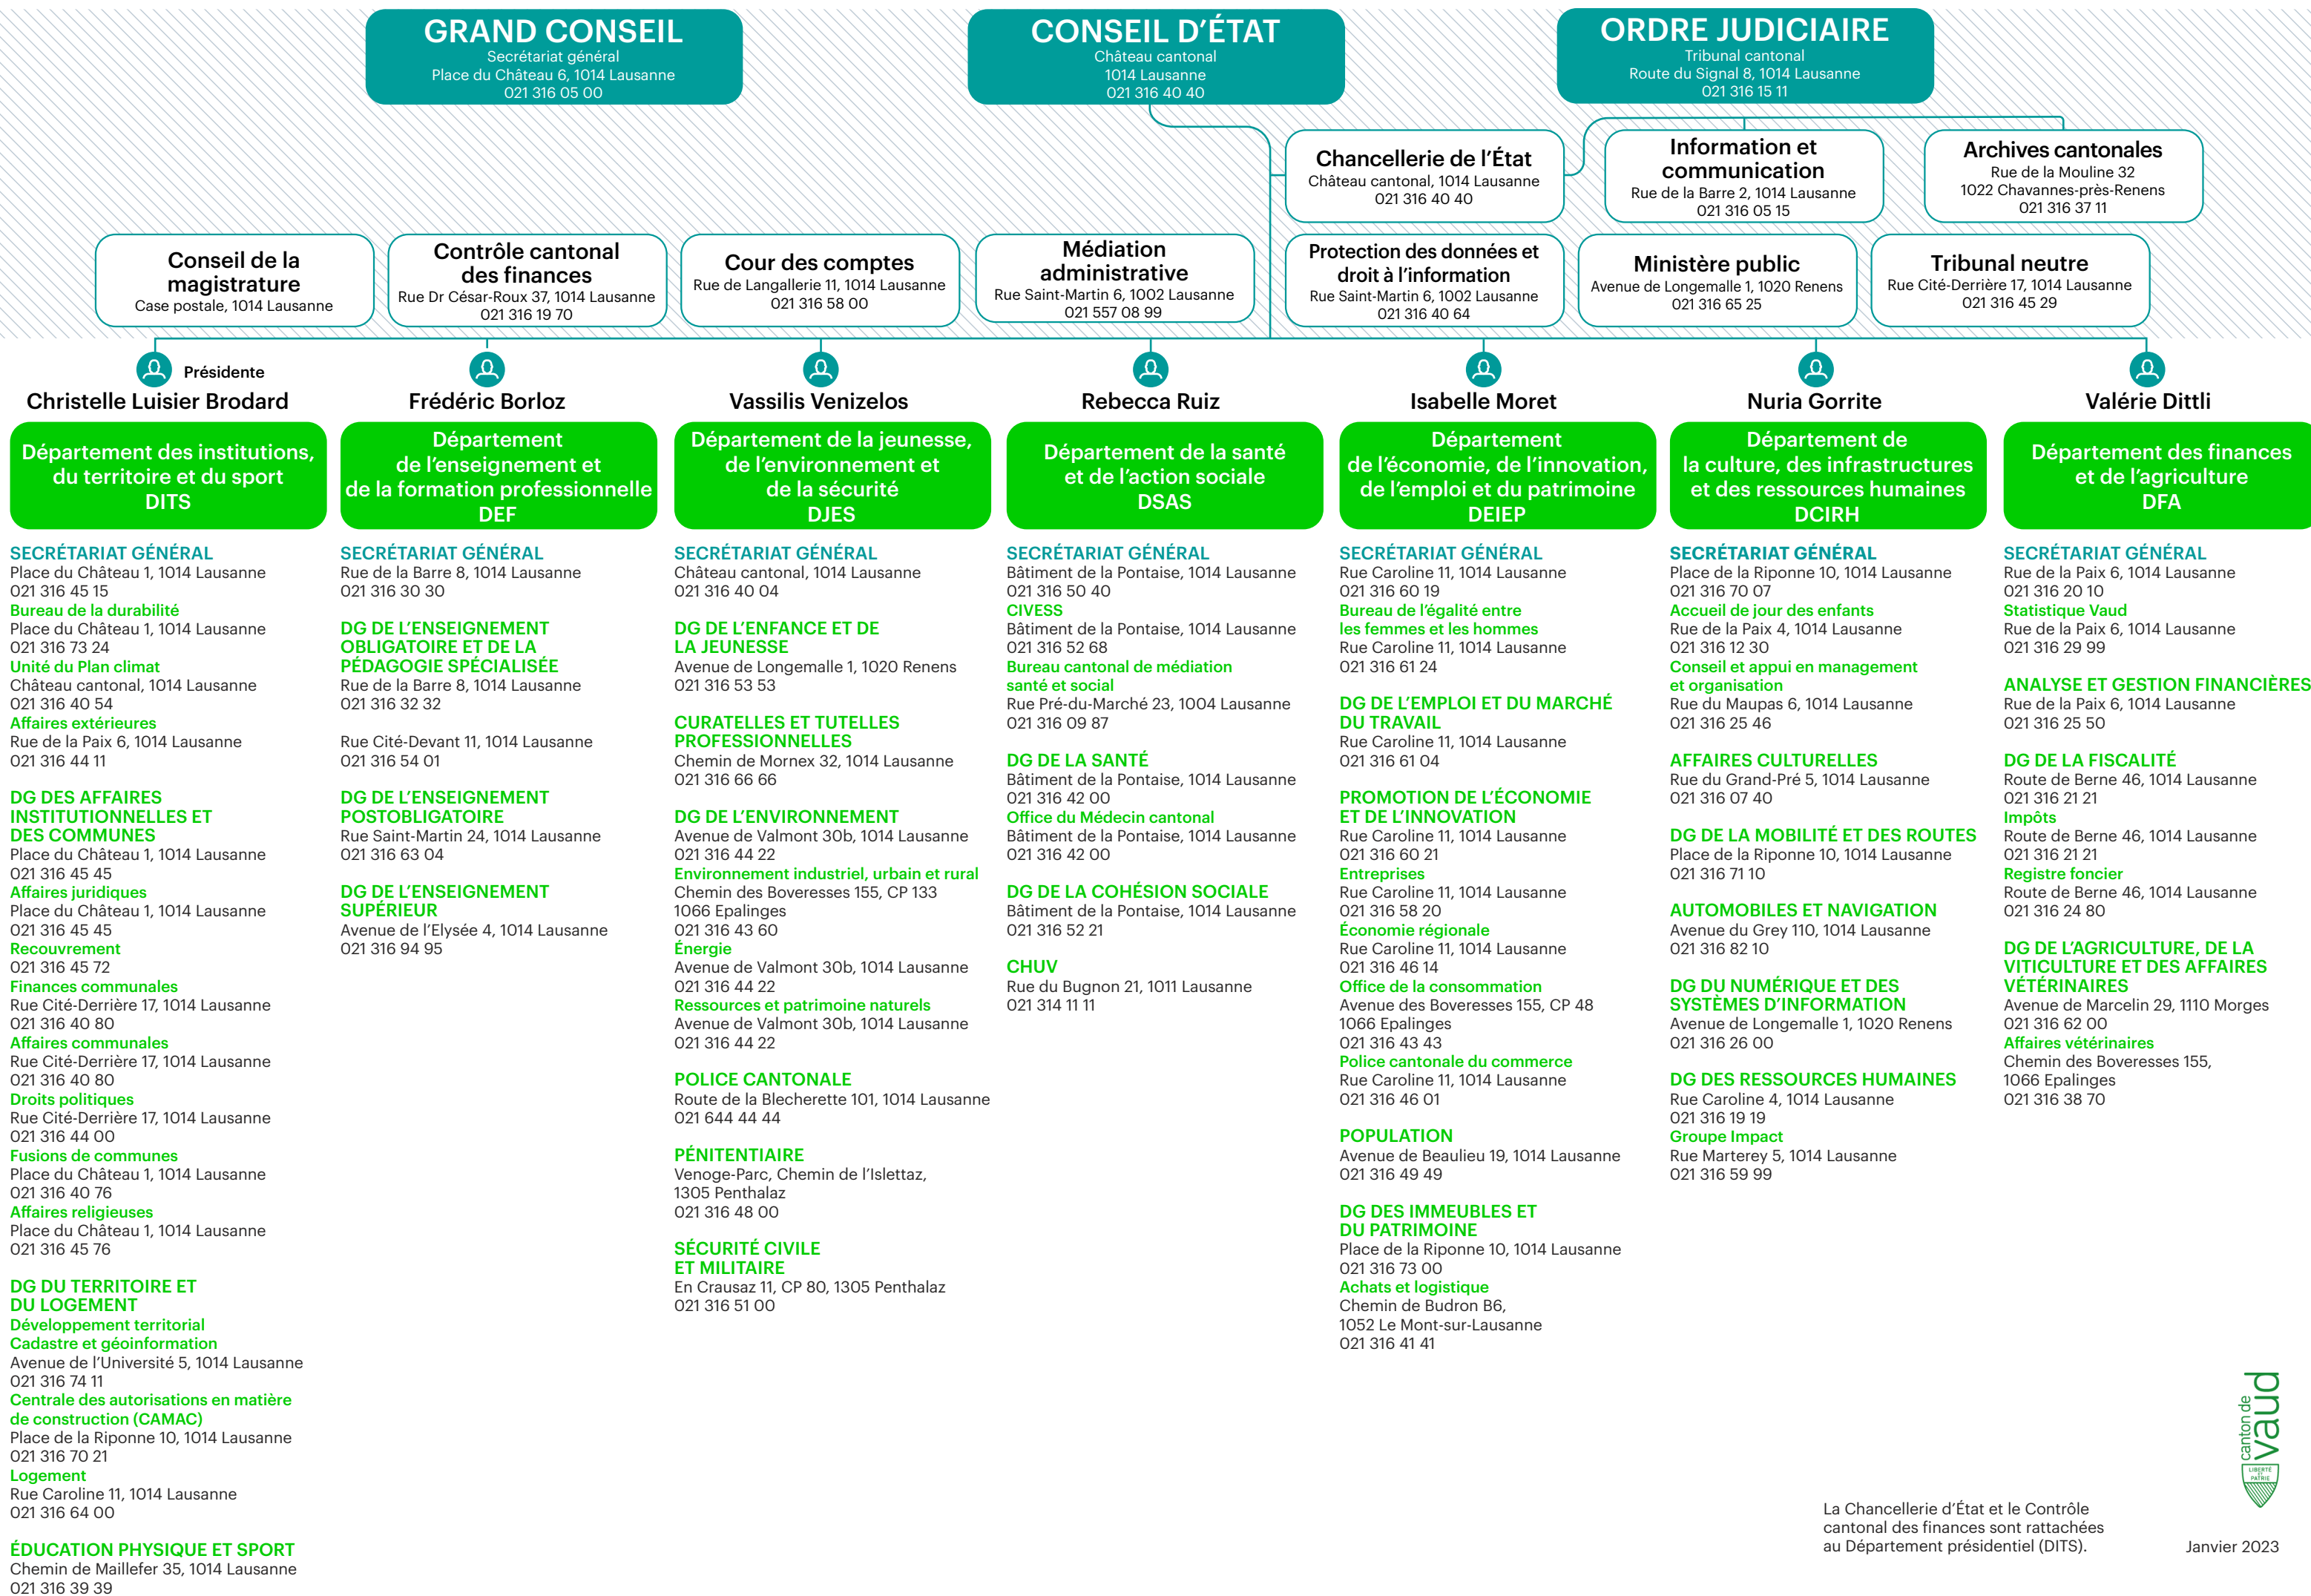 GRAND CONSEIL
Secrétariat général
Place du Château 6, 1014 Lausanne
021 316 05 00
CONSEIL D’ÉTAT
Château cantonal
1014 Lausanne
021 316 40 40
ORDRE JUDICIAIRE
Tribunal cantonal
Route du Signal 8, 1014 Lausanne
021 316 15 11
Chancellerie de l’État
Château cantonal, 1014 Lausanne
021 316 40 40
Information et
communication
Rue de la Barre 2, 1014 Lausanne
021 316 05 15
Archives cantonales
Rue de la Mouline 32
1022 Chavannes-près-Renens
021 316 37 11
Conseil de la
magistrature
Case postale, 1014 Lausanne
Contrôle cantonal
des finances
Rue Dr César-Roux 37, 1014 Lausanne
021 316 19 70
Cour des comptes
Rue de Langallerie 11, 1014 Lausanne
021 316 58 00
Médiation
administrative
Rue Saint-Martin 6, 1002 Lausanne
021 557 08 99
Protection des données et
droit à l’information
Rue Saint-Martin 6, 1002 Lausanne
021 316 40 64
Ministère public
Avenue de Longemalle 1, 1020 Renens
021 316 65 25
Tribunal neutre
Rue Cité-Derrière 17, 1014 Lausanne
021 316 45 29
Présidente
Christelle Luisier Brodard
Département des institutions,
du territoire et du sport
DITS
SECRÉTARIAT GÉNÉRAL
Place du Château 1, 1014 Lausanne
021 316 45 15
Bureau de la durabilité
Place du Château 1, 1014 Lausanne
021 316 73 24
Unité du Plan climat
Château cantonal, 1014 Lausanne
021 316 40 54
Affaires extérieures
Rue de la Paix 6, 1014 Lausanne
021 316 44 11
DG DES AFFAIRES
INSTITUTIONNELLES ET
DES COMMUNES
Place du Château 1, 1014 Lausanne
021 316 45 45
Affaires juridiques
Place du Château 1, 1014 Lausanne
021 316 45 45
Recouvrement
021 316 45 72
Finances communales
Rue Cité-Derrière 17, 1014 Lausanne
021 316 40 80
Affaires communales
Rue Cité-Derrière 17, 1014 Lausanne
021 316 40 80
Droits politiques
Rue Cité-Derrière 17, 1014 Lausanne
021 316 44 00
Fusions de communes
Place du Château 1, 1014 Lausanne
021 316 40 76
Affaires religieuses
Place du Château 1, 1014 Lausanne
021 316 45 76
DG DU TERRITOIRE ET
DU LOGEMENT
Développement territorial
Cadastre et géoinformation
Avenue de l’Université 5, 1014 Lausanne
021 316 74 11
Centrale des autorisations en matière
de construction (CAMAC)
Place de la Riponne 10, 1014 Lausanne
021 316 70 21
Logement
Rue Caroline 11, 1014 Lausanne
021 316 64 00
ÉDUCATION PHYSIQUE ET SPORT
Chemin de Maillefer 35, 1014 Lausanne
021 316 39 39
Frédéric Borloz
Département
de l’enseignement et
de la formation professionnelle
DEF
SECRÉTARIAT GÉNÉRAL
Rue de la Barre 8, 1014 Lausanne
021 316 30 30
DG DE L’ENSEIGNEMENT
OBLIGATOIRE ET DE LA
PÉDAGOGIE SPÉCIALISÉE
Rue de la Barre 8, 1014 Lausanne
021 316 32 32
Rue Cité-Devant 11, 1014 Lausanne
021 316 54 01
DG DE L’ENSEIGNEMENT
POSTOBLIGATOIRE
Rue Saint-Martin 24, 1014 Lausanne
021 316 63 04
DG DE L’ENSEIGNEMENT
SUPÉRIEUR
Avenue de l’Elysée 4, 1014 Lausanne
021 316 94 95
Vassilis Venizelos
Département de la jeunesse,
de l’environnement et
de la sécurité
DJES
SECRÉTARIAT GÉNÉRAL
Château cantonal, 1014 Lausanne
021 316 40 04
DG DE L’ENFANCE ET DE
LA JEUNESSE
Avenue de Longemalle 1, 1020 Renens
021 316 53 53
CURATELLES ET TUTELLES
PROFESSIONNELLES
Chemin de Mornex 32, 1014 Lausanne
021 316 66 66
DG DE L’ENVIRONNEMENT
Avenue de Valmont 30b, 1014 Lausanne
021 316 44 22
Environnement industriel, urbain et rural
Chemin des Boveresses 155, CP 133
1066 Epalinges
021 316 43 60
Énergie
Avenue de Valmont 30b, 1014 Lausanne
021 316 44 22
Ressources et patrimoine naturels
Avenue de Valmont 30b, 1014 Lausanne
021 316 44 22
POLICE CANTONALE
Route de la Blecherette 101, 1014 Lausanne
021 644 44 44
PÉNITENTIAIRE
Venoge-Parc, Chemin de l’Islettaz,
1305 Penthalaz
021 316 48 00
SÉCURITÉ CIVILE
ET MILITAIRE
En Crausaz 11, CP 80, 1305 Penthalaz
021 316 51 00
Rebecca Ruiz
Département de la santé
et de l’action sociale
DSAS
SECRÉTARIAT GÉNÉRAL
Bâtiment de la Pontaise, 1014 Lausanne
021 316 50 40
CIVESS
Bâtiment de la Pontaise, 1014 Lausanne
021 316 52 68
Bureau cantonal de médiation
santé et social
Rue Pré-du-Marché 23, 1004 Lausanne
021 316 09 87
DG DE LA SANTÉ
Bâtiment de la Pontaise, 1014 Lausanne
021 316 42 00
Office du Médecin cantonal
Bâtiment de la Pontaise, 1014 Lausanne
021 316 42 00
DG DE LA COHÉSION SOCIALE
Bâtiment de la Pontaise, 1014 Lausanne
021 316 52 21
CHUV
Rue du Bugnon 21, 1011 Lausanne
021 314 11 11
Isabelle Moret
Département
de l’économie, de l’innovation,
de l’emploi et du patrimoine
DEIEP
SECRÉTARIAT GÉNÉRAL
Rue Caroline 11, 1014 Lausanne
021 316 60 19
Bureau de l’égalité entre
les femmes et les hommes
Rue Caroline 11, 1014 Lausanne
021 316 61 24
DG DE L’EMPLOI ET DU MARCHÉ
DU TRAVAIL
Rue Caroline 11, 1014 Lausanne
021 316 61 04
PROMOTION DE L’ÉCONOMIE
ET DE L’INNOVATION
Rue Caroline 11, 1014 Lausanne
021 316 60 21
Entreprises
Rue Caroline 11, 1014 Lausanne
021 316 58 20
Économie régionale
Rue Caroline 11, 1014 Lausanne
021 316 46 14
Office de la consommation
Avenue des Boveresses 155, CP 48
1066 Epalinges
021 316 43 43
Police cantonale du commerce
Rue Caroline 11, 1014 Lausanne
021 316 46 01
POPULATION
Avenue de Beaulieu 19, 1014 Lausanne
021 316 49 49
DG DES IMMEUBLES ET
DU PATRIMOINE
Place de la Riponne 10, 1014 Lausanne
021 316 73 00
Achats et logistique
Chemin de Budron B6,
1052 Le Mont-sur-Lausanne
021 316 41 41
Nuria Gorrite
Département de
la culture, des infrastructures
et des ressources humaines
DCIRH
SECRÉTARIAT GÉNÉRAL
Place de la Riponne 10, 1014 Lausanne
021 316 70 07
Accueil de jour des enfants
Rue de la Paix 4, 1014 Lausanne
021 316 12 30
Conseil et appui en management
et organisation
Rue du Maupas 6, 1014 Lausanne
021 316 25 46
AFFAIRES CULTURELLES
Rue du Grand-Pré 5, 1014 Lausanne
021 316 07 40
DG DE LA MOBILITÉ ET DES ROUTES
Place de la Riponne 10, 1014 Lausanne
021 316 71 10
AUTOMOBILES ET NAVIGATION
Avenue du Grey 110, 1014 Lausanne
021 316 82 10
DG DU NUMÉRIQUE ET DES
SYSTÈMES D’INFORMATION
Avenue de Longemalle 1, 1020 Renens
021 316 26 00
DG DES RESSOURCES HUMAINES
Rue Caroline 4, 1014 Lausanne
021 316 19 19
Groupe Impact
Rue Marterey 5, 1014 Lausanne
021 316 59 99
Valérie Dittli
Département des finances
et de l’agriculture
DFA
SECRÉTARIAT GÉNÉRAL
Rue de la Paix 6, 1014 Lausanne
021 316 20 10
Statistique Vaud
Rue de la Paix 6, 1014 Lausanne
021 316 29 99
ANALYSE ET GESTION FINANCIÈRES
Rue de la Paix 6, 1014 Lausanne
021 316 25 50
DG DE LA FISCALITÉ
Route de Berne 46, 1014 Lausanne
021 316 21 21
Impôts
Route de Berne 46, 1014 Lausanne
021 316 21 21
Registre foncier
Route de Berne 46, 1014 Lausanne
021 316 24 80
DG DE L’AGRICULTURE, DE LA
VITICULTURE ET DES AFFAIRES
VÉTÉRINAIRES
Avenue de Marcelin 29, 1110 Morges
021 316 62 00
Affaires vétérinaires
Chemin des Boveresses 155,
1066 Epalinges
021 316 38 70
canton de
vaud
LIBERTÉ
ET
PATRIE
La Chancellerie d’État et le Contrôle
cantonal des finances sont rattachées
au Département présidentiel (DITS).
Janvier 2023